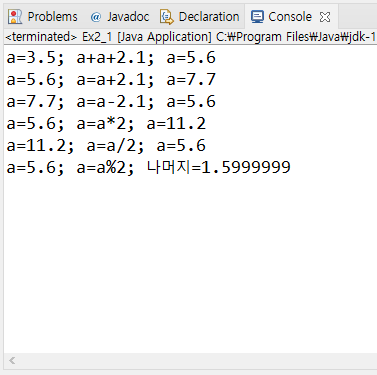 Problems @ Javadoc Declaration Console
<terminated> Ex2_1 [Java Application] C:₩Program Files₩Java₩jdk-1
a=3.5; a+a+2.1; a=5.6
a=5.6; a=a+2.1; a=7.7
a=7.7; a=a-2.1; a=5.6
a=5.6; a=a*2; a=11.2
a=11.2; a=a/2; a=5.6
a=5.6; a=a%2; 나머지=1.5999999